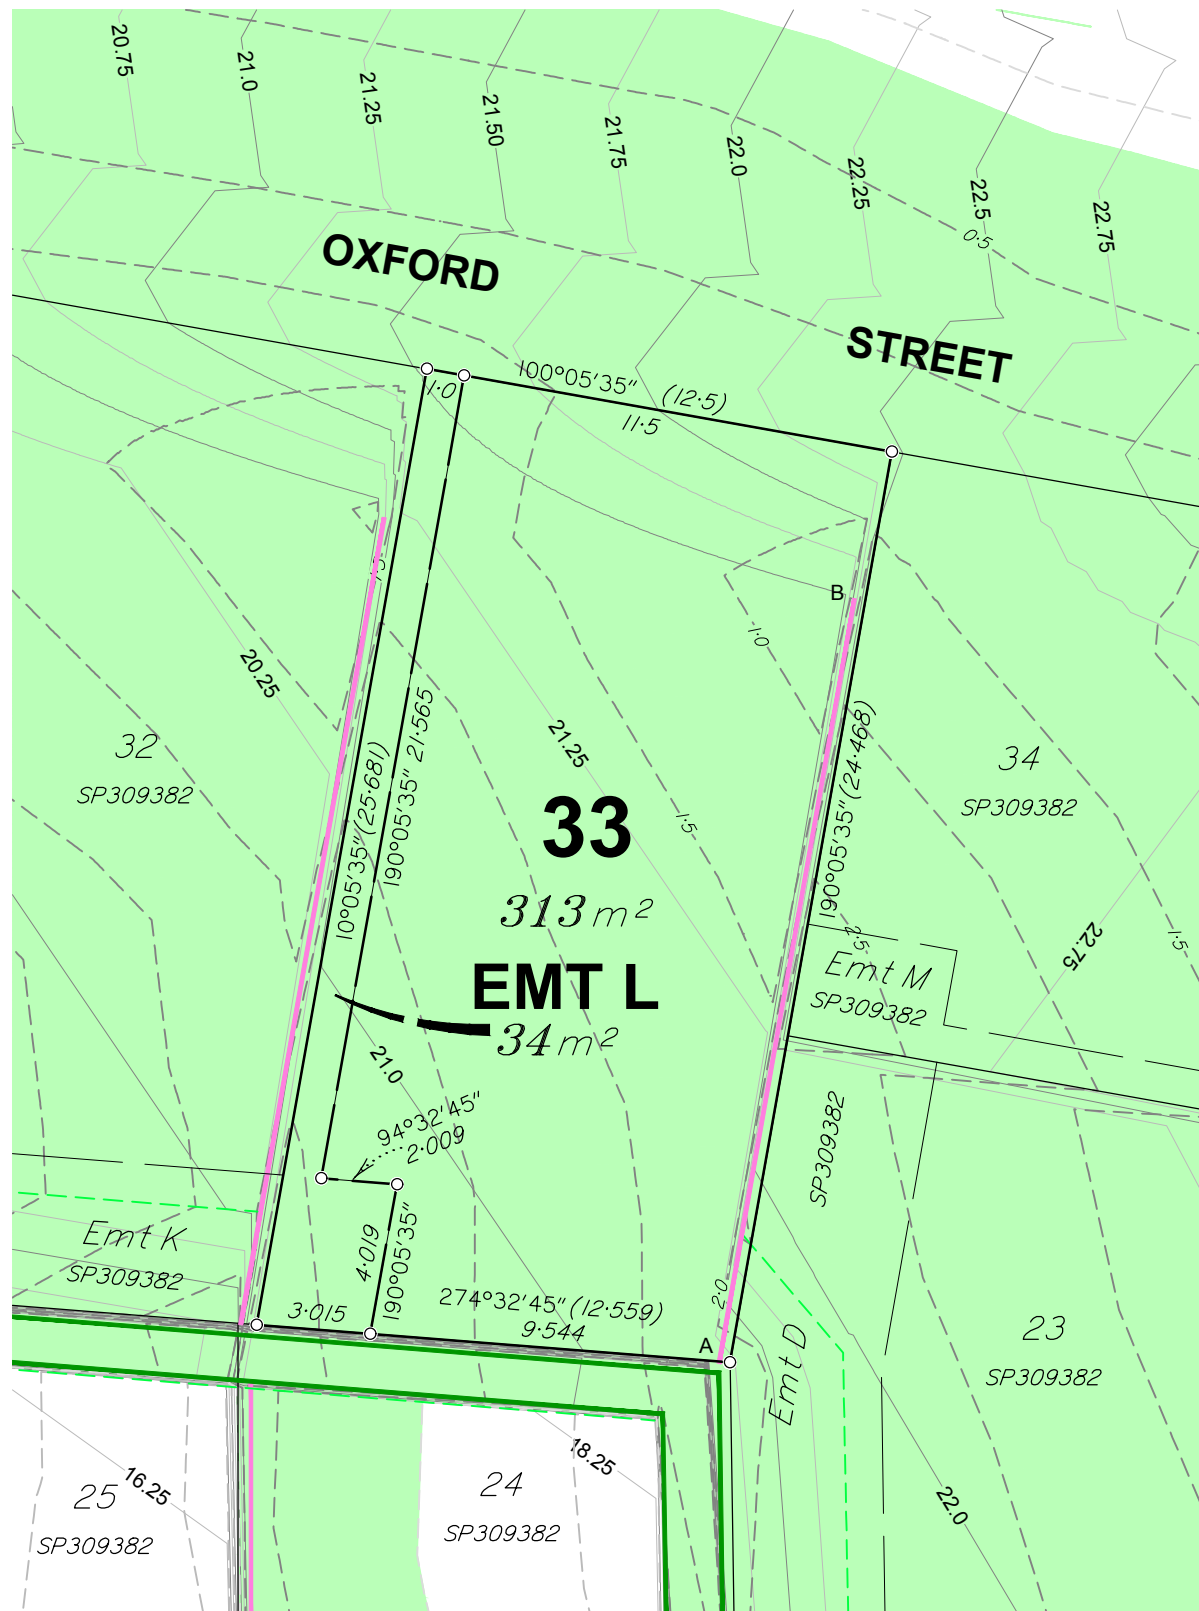 20.75
21.0
21.25
21.50
21.75
22.0
22.25
22.5
22.75
0·5
OXFORD
STREET
100°05'35" (12·5)
1·0
11·5
1·5
B
1·0
20.25
21.25
190°05'35" 21·565
10°05'35" (25·681)
190°05'35" (24·468)
32
SP309382
34
SP309382
33
313 m²
1·5
2·5
1·5
22.75
EMT L
34 m²
Emt M
SP309382
21.0
94°32'45"
2·009
SP309382
Emt K
SP309382
4·019
190°05'35"
3·015
274°32'45" (12·559)
9·544
2·0
A
Emt D
23
SP309382
18.25
16.25
25
SP309382
24
SP309382
22.0